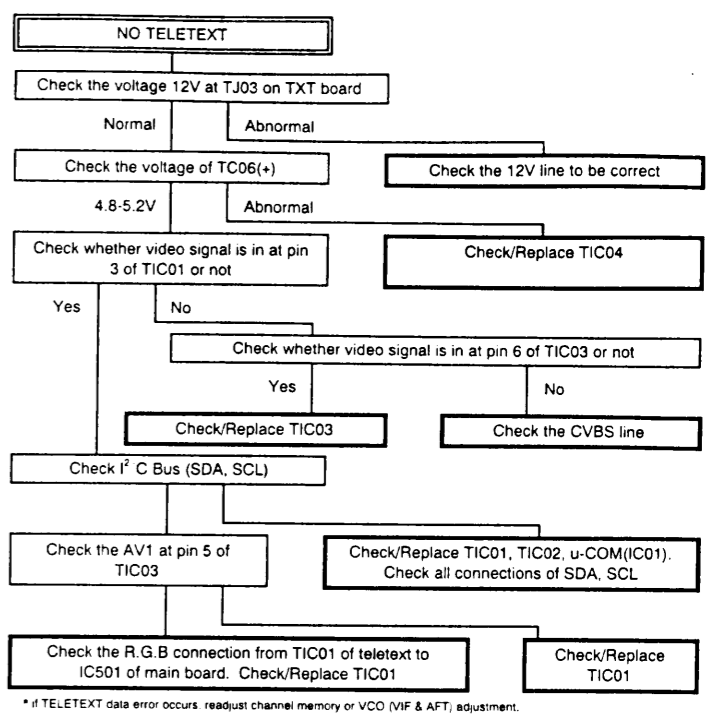 NO TELETEXT
Check the voltage 12V at TJ03 on TXT board
Normal
Abnormal
Check the voltage of TC06(+)
Check the 12V line to be correct
4.8-5.2V
Abnormal
Check whether video signal is in at pin
3 of TIC01 or not
Check/Replace TIC04
Yes
No
Check whether video signal is in at pin 6 of TIC03 or not
Yes
No
Check/Replace TIC03
Check the CVBS line
Check I² C Bus (SDA, SCL)
Check the AV1 at pin 5 of
TIC03
Check/Replace TIC01, TIC02, u-COM(IC01).
Check all connections of SDA, SCL
Check the R.G.B connection from TIC01 of teletext to
IC501 of main board. Check/Replace TIC01
Check/Replace
TIC01
* if TELETEXT data error occurs, readjust channel memory or VCO (VIF & AFT) adjustment.